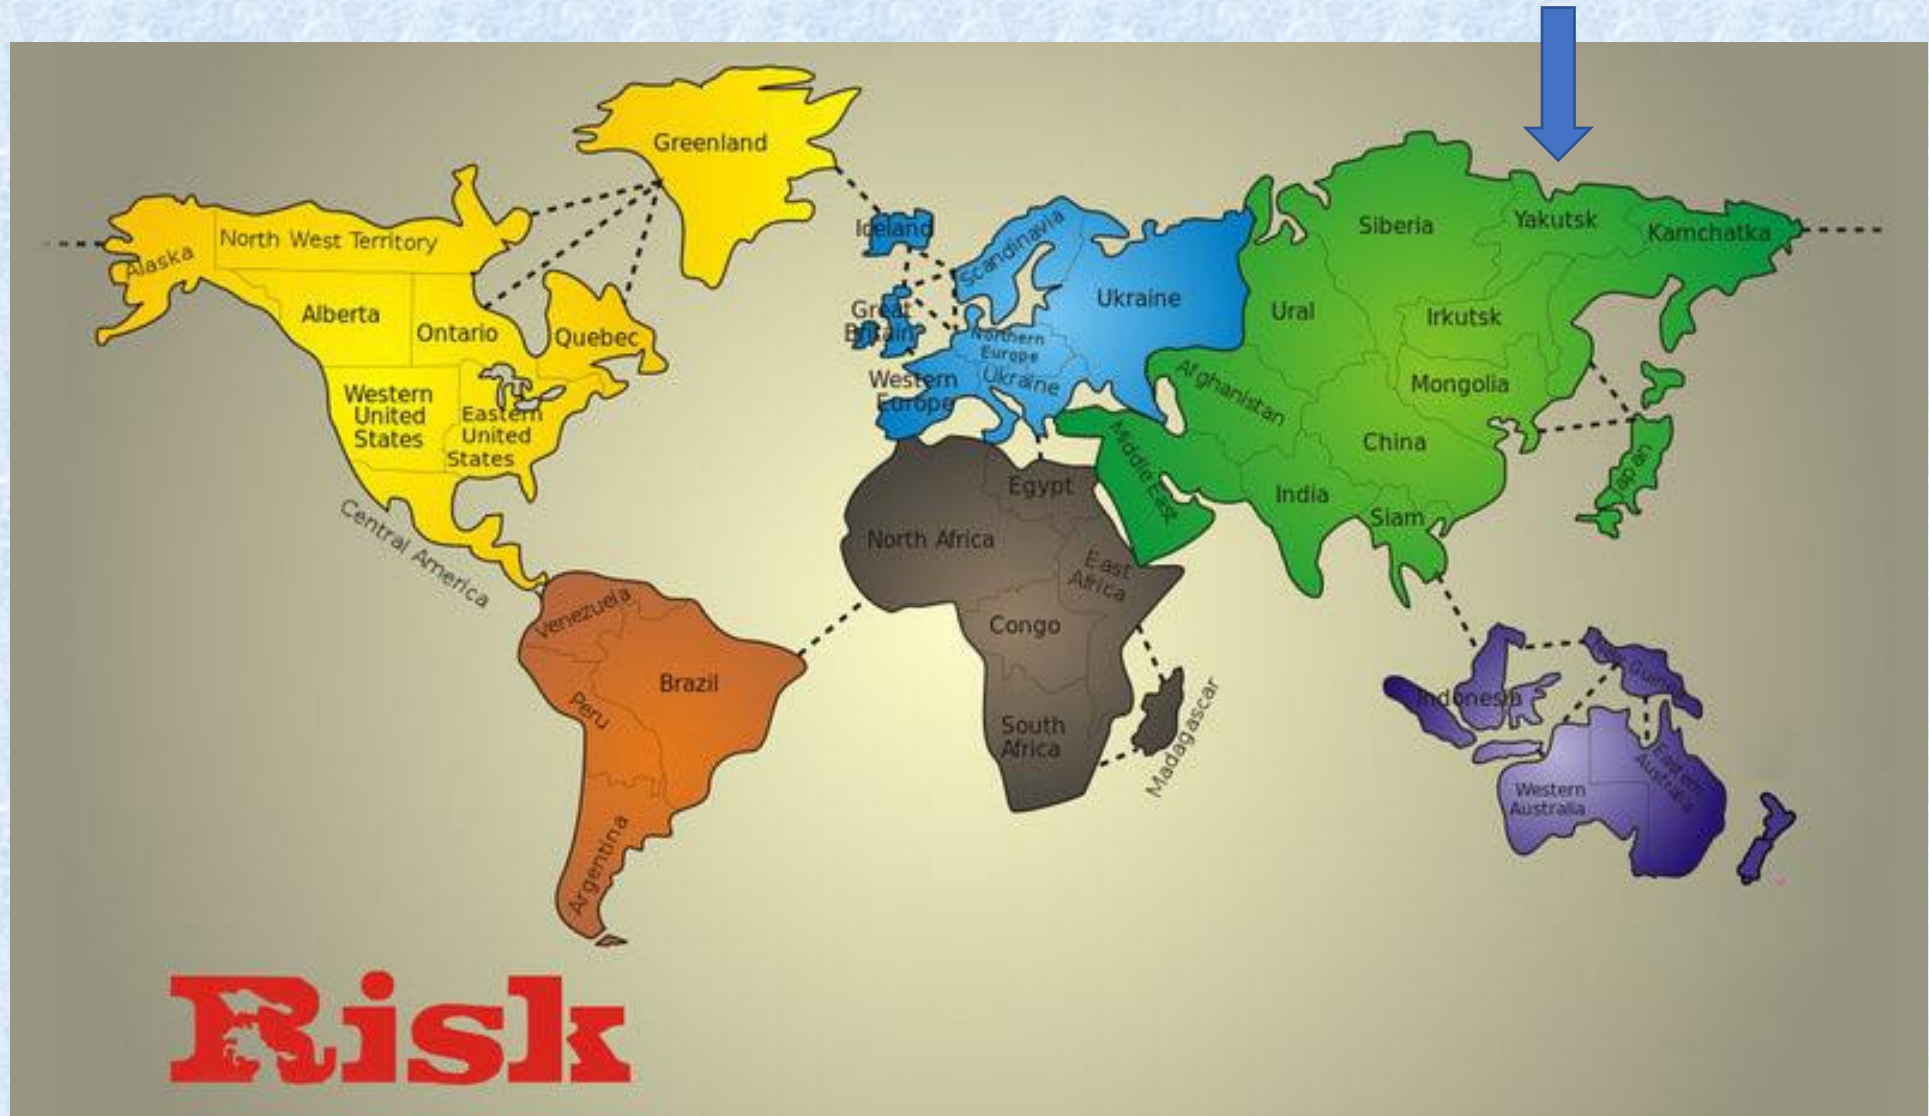 Greenland
Iceland
Scandinavia
Siberia
Yakutsk
Kamchatka
Alaska
North West Territory
Alberta
Ontario
Quebec
Great
Britain
Ukraine
Ural
Irkutsk
Northern
Europe
Ukraine
Western
Europe
Afghanistan
Mongolia
Western
United
States
Eastern
United
States
China
Japan
Middle East
Central America
Egypt
North Africa
East
Africa
India
Siam
Venezuela
Brazil
Peru
Argentina
Congo
South
Africa
Madagascar
Indonesia
New Guinea
Western
Australia
Eastern
Australia
Risk